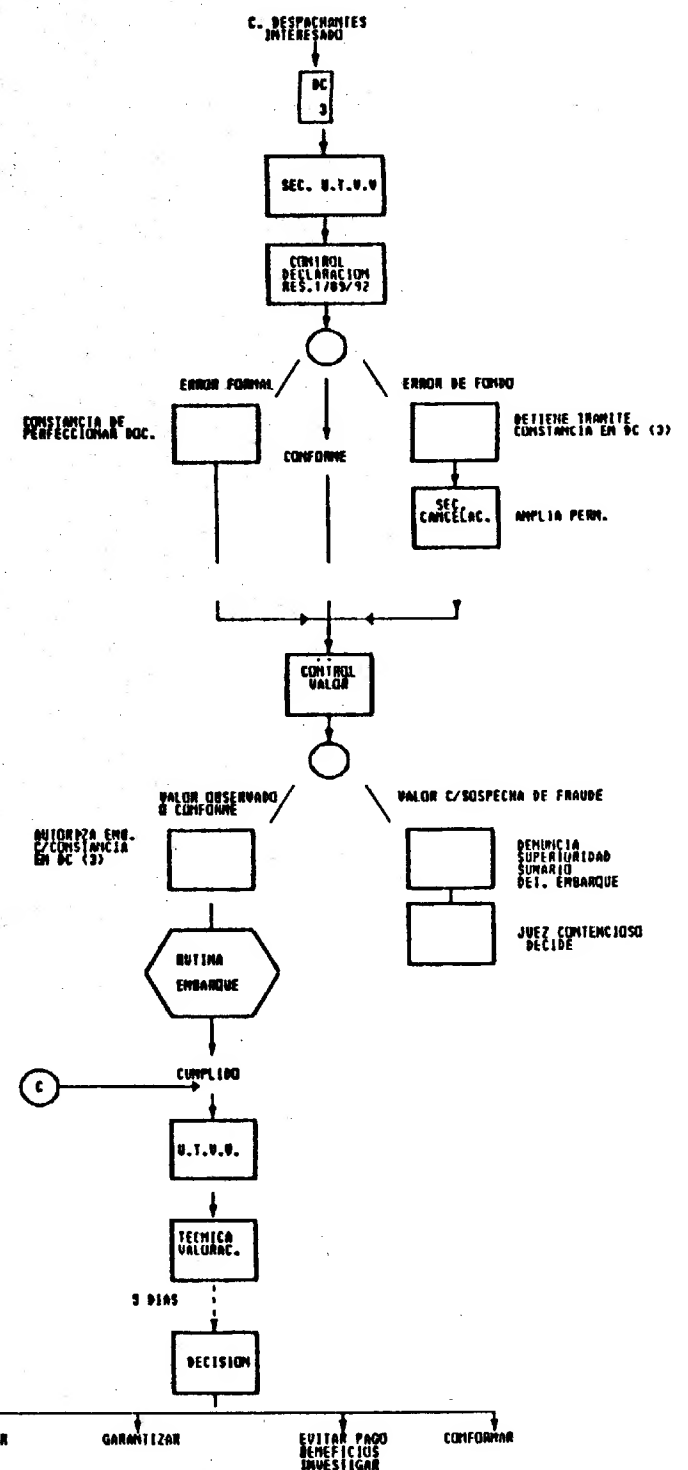 C. DESPACHANTES
INTERESADO
DC
3
SEC. U.T.V.V
CONTROL
DECLARACION
RES.1/89/92
ERROR FORMAL
ERROR DE FONDO
CONSTANCIA DE
PERFECCIONAR DOC.
DETIENE TRAMITE
CONSTANCIA EN DC (3)
CONFORME
SEC.
CANCELAC.
AMPLIA PERM.
CONTROL
VALOR
VALOR OBSERVADO
O CONFORME
VALOR C/SOSPECHA DE FRAUDE
AUTORIZA EMB.
C/CONSTANCIA
EN DC (3)
DENUNCIA
SUPERIORIDAD
SUMARIO
DET. EMBARQUE
JUEZ CONTENCIOSO
DECIDE
RUTINA
EMBARQUE
CUMPLIDO
C
U.T.V.V.
TECNICA
VALORAC.
DIAS
DECISION
R
GARANTIZAR
EVITAR PAGO
BENEFICIOS
INVESTIGAR
CONFORMAR